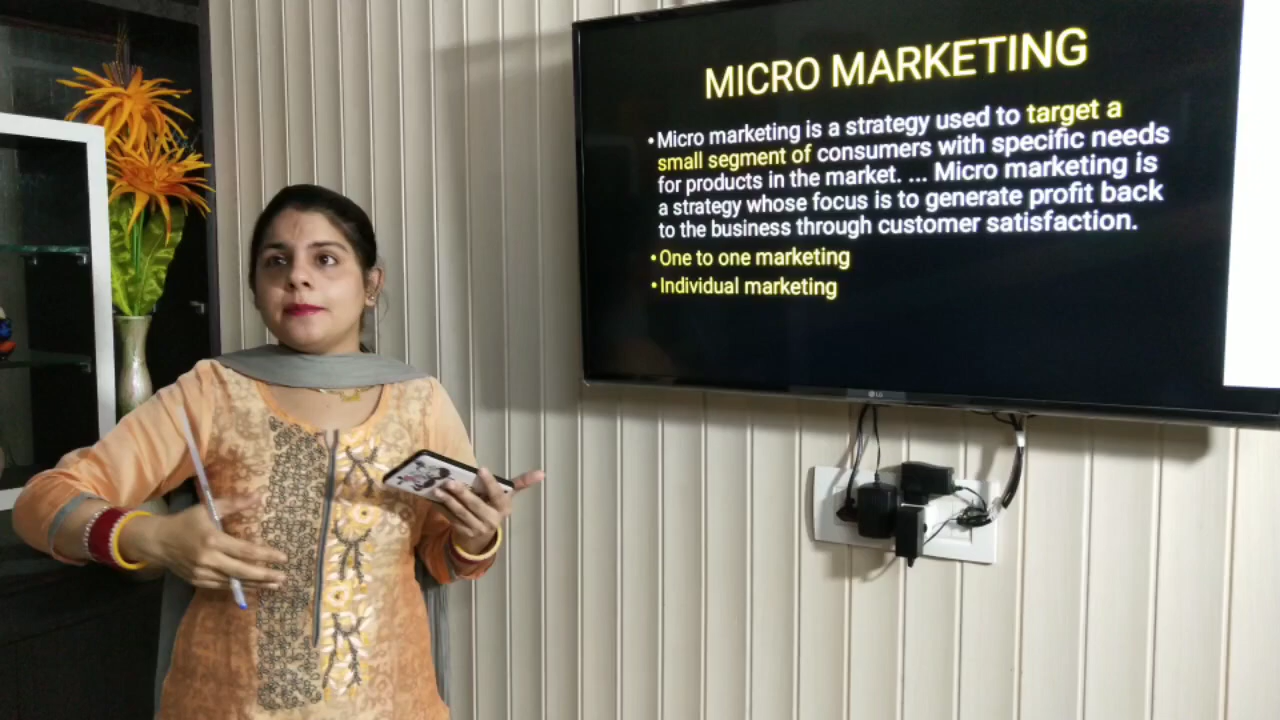 MICRO MARKETING
•Micro marketing is a strategy used to target a
small segment of consumers with specific needs
for products in the market. ... Micro marketing is
a strategy whose focus is to generate profit back
to the business through customer satisfaction.
•One to one marketing
•Individual marketing
LG